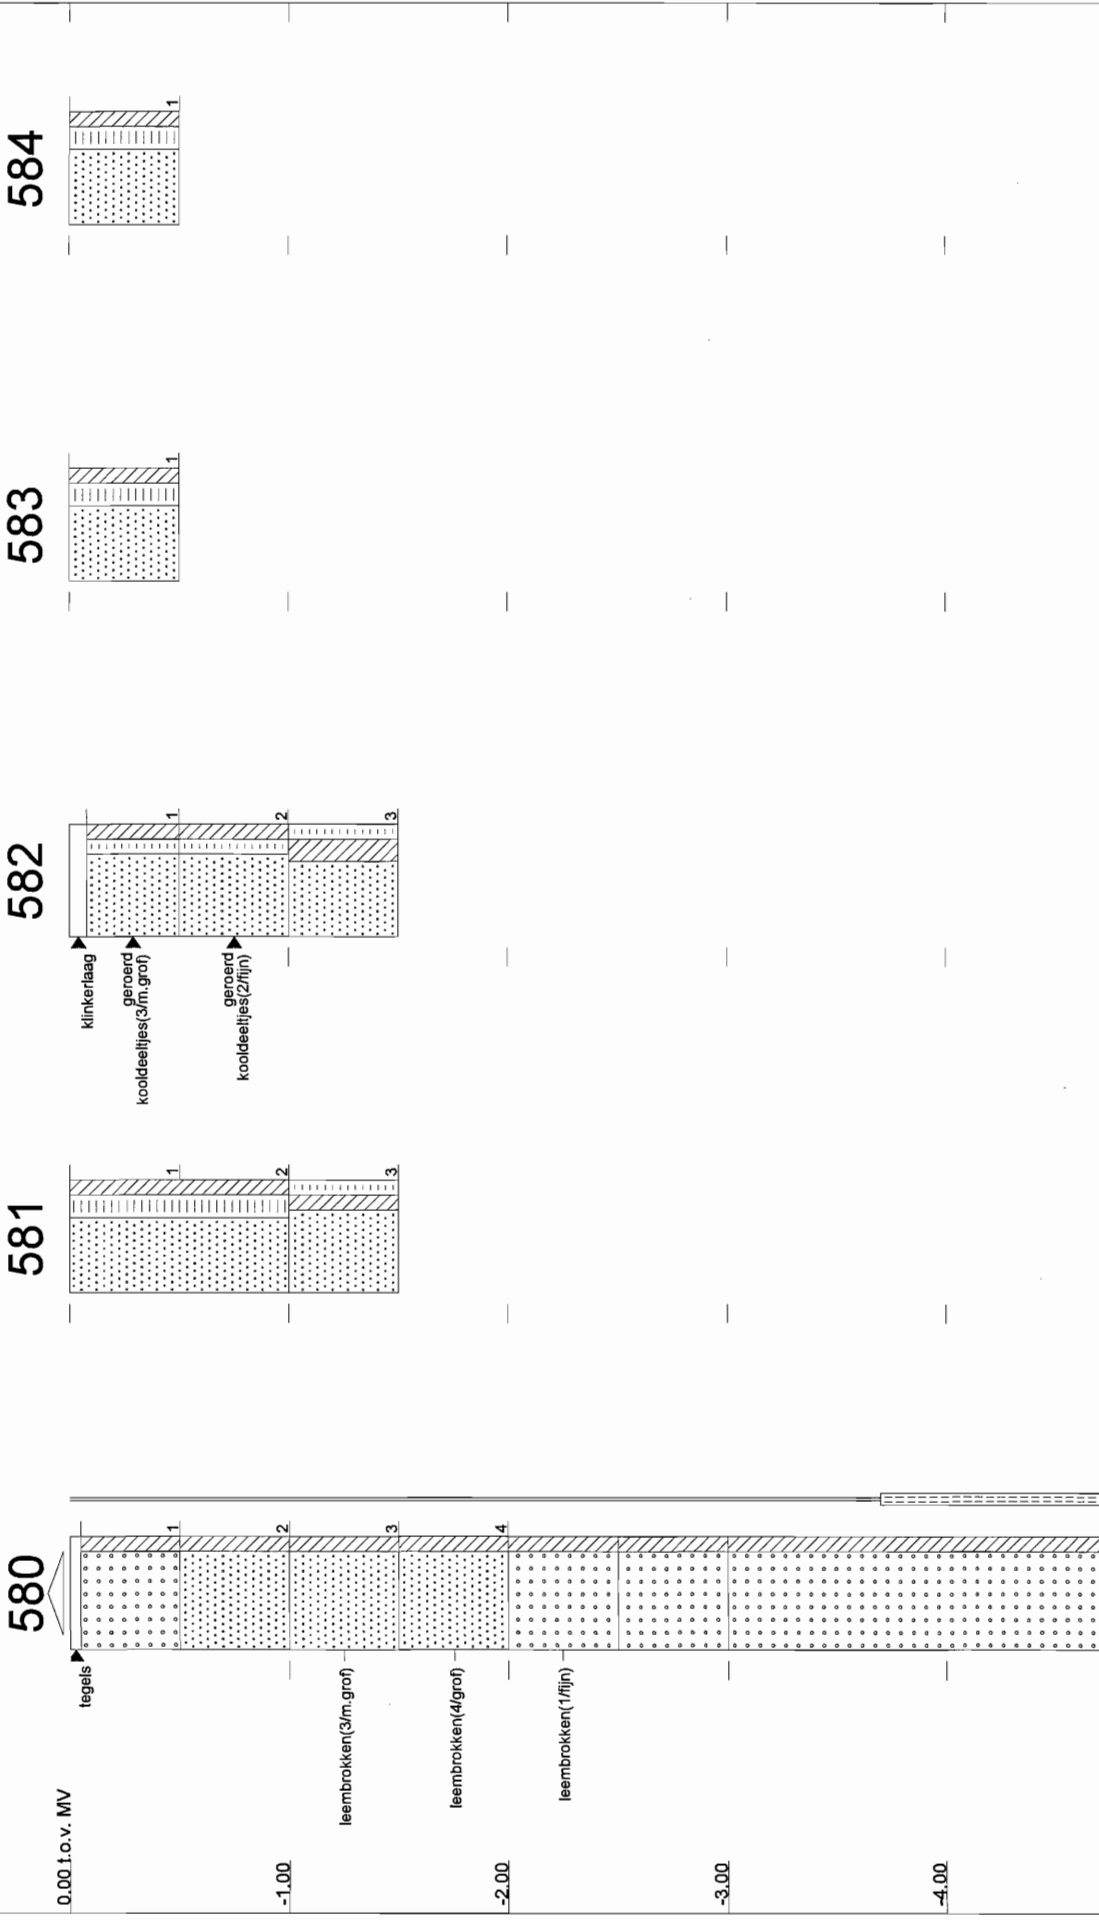 580
581
582
583
584
0.00 t.o.v. MV
-1.00
-2.00
-3.00
-4.00
tegels
leembrokken(3/m.grof)
leembrokken(4/grof)
leembrokken(1/fijn)
1
2
3
4
1
2
3
klinkerlaag
geroerd
kooldeeltjes(3/m.grof)
geroerd
kooldeeltjes(2/fijn)
1
2
3
1
1